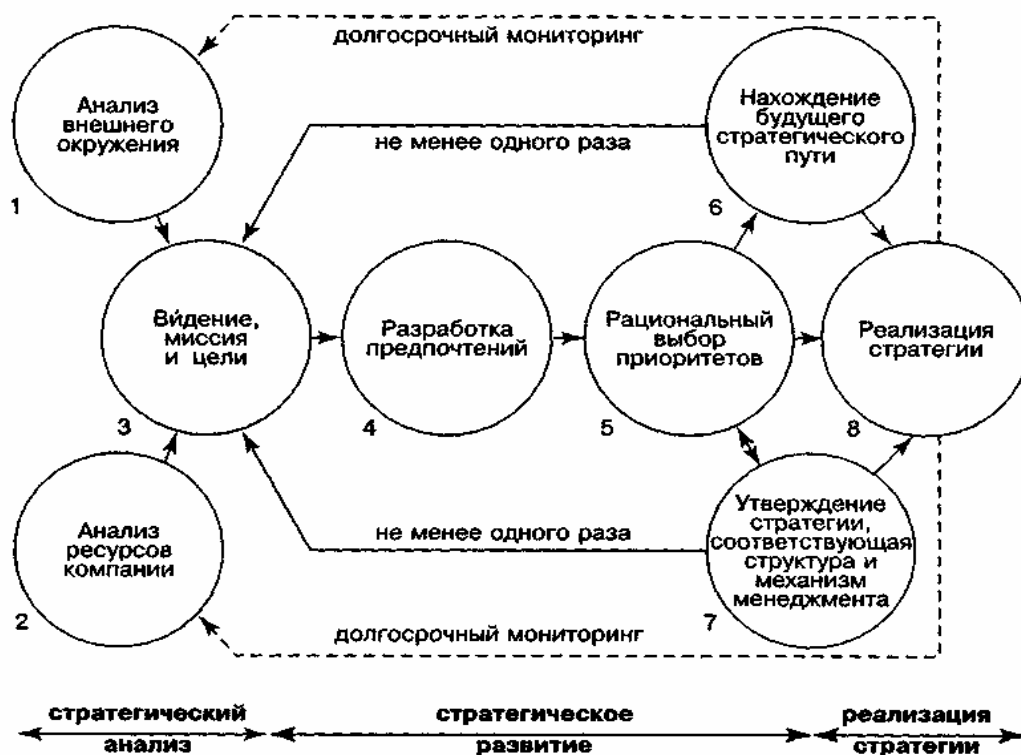 долгосрочный мониторинг
Анализ
внешнего
окружения
1
Нахождение
будущего
стратегического
пути
6
не менее одного раза
Ви́дение,
миссия
и цели
3
Разработка
предпочтений
4
Рациональный
выбор
приоритетов
5
Реализация
стратегии
8
Анализ
ресурсов
компании
2
не менее одного раза
Утверждение
стратегии,
соответствующая
структура и
механизм
менеджмента
7
долгосрочный мониторинг
стратегический
анализ
стратегическое
развитие
реализация
стратегии